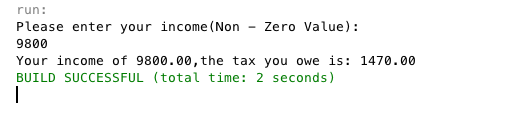 run:
Please enter your income(Non - Zero Value):
9800
Your income of 9800.00,the tax you owe is: 1470.00
BUILD SUCCESSFUL (total time: 2 seconds)